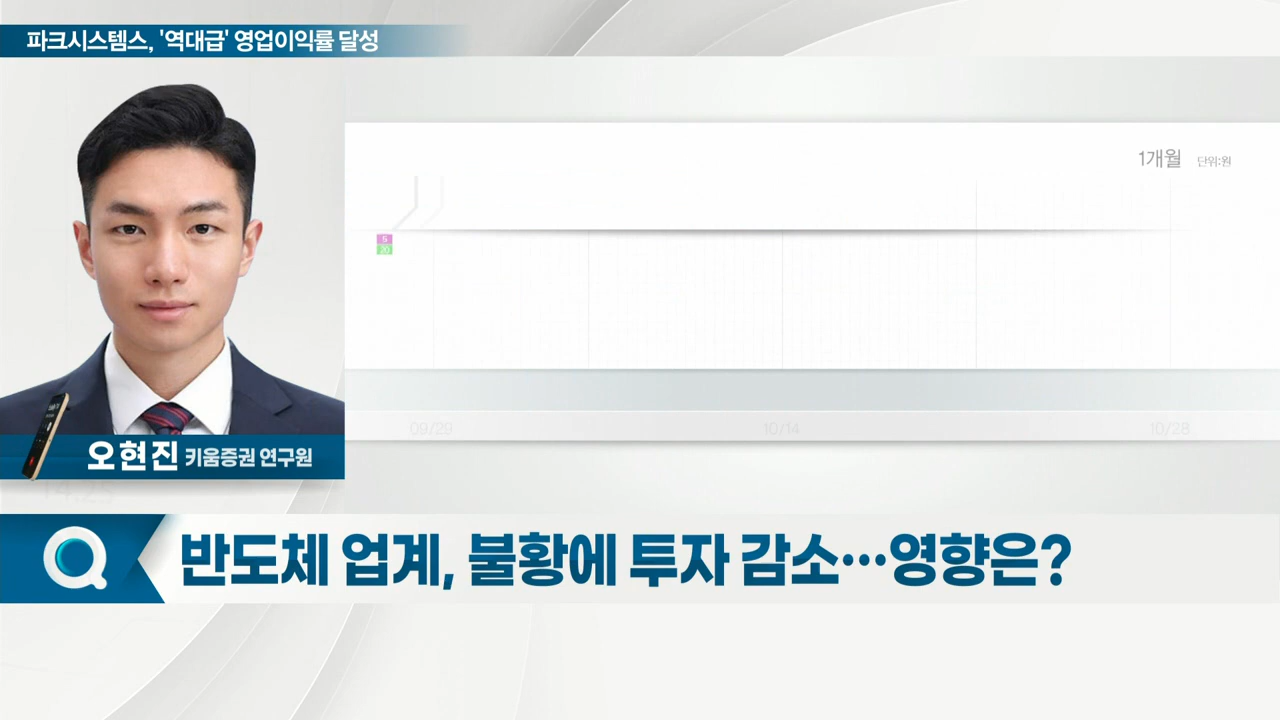 파크시스템스, '역대급' 영업이익률 달성
1개월 단위:원
5
20
09/29 10/14 10/28
오현진 키움증권 연구원
14:25
Q 반도체 업계, 불황에 투자 감소…영향은?